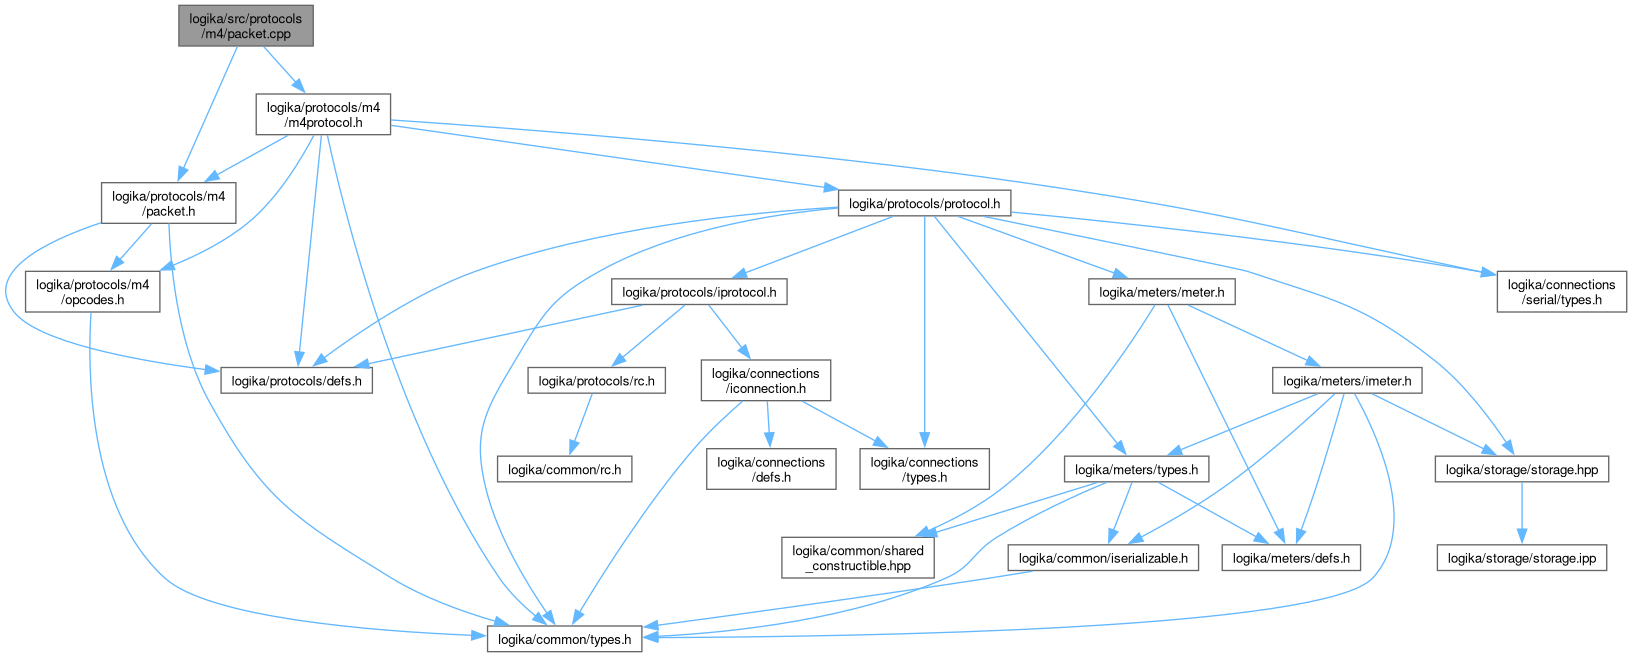 logika/src/protocols
/m4/packet.cpp
logika/protocols/m4
/m4protocol.h
logika/protocols/m4
/packet.h
logika/protocols/protocol.h
logika/protocols/m4
/opcodes.h
logika/protocols/iprotocol.h
logika/meters/meter.h
logika/connections
/serial/types.h
logika/protocols/defs.h
logika/protocols/rc.h
logika/connections
/iconnection.h
logika/meters/imeter.h
logika/common/rc.h
logika/connections
/defs.h
logika/connections
/types.h
logika/meters/types.h
logika/storage/storage.hpp
logika/common/shared
_constructible.hpp
logika/common/iserializable.h
logika/meters/defs.h
logika/storage/storage.ipp
logika/common/types.h